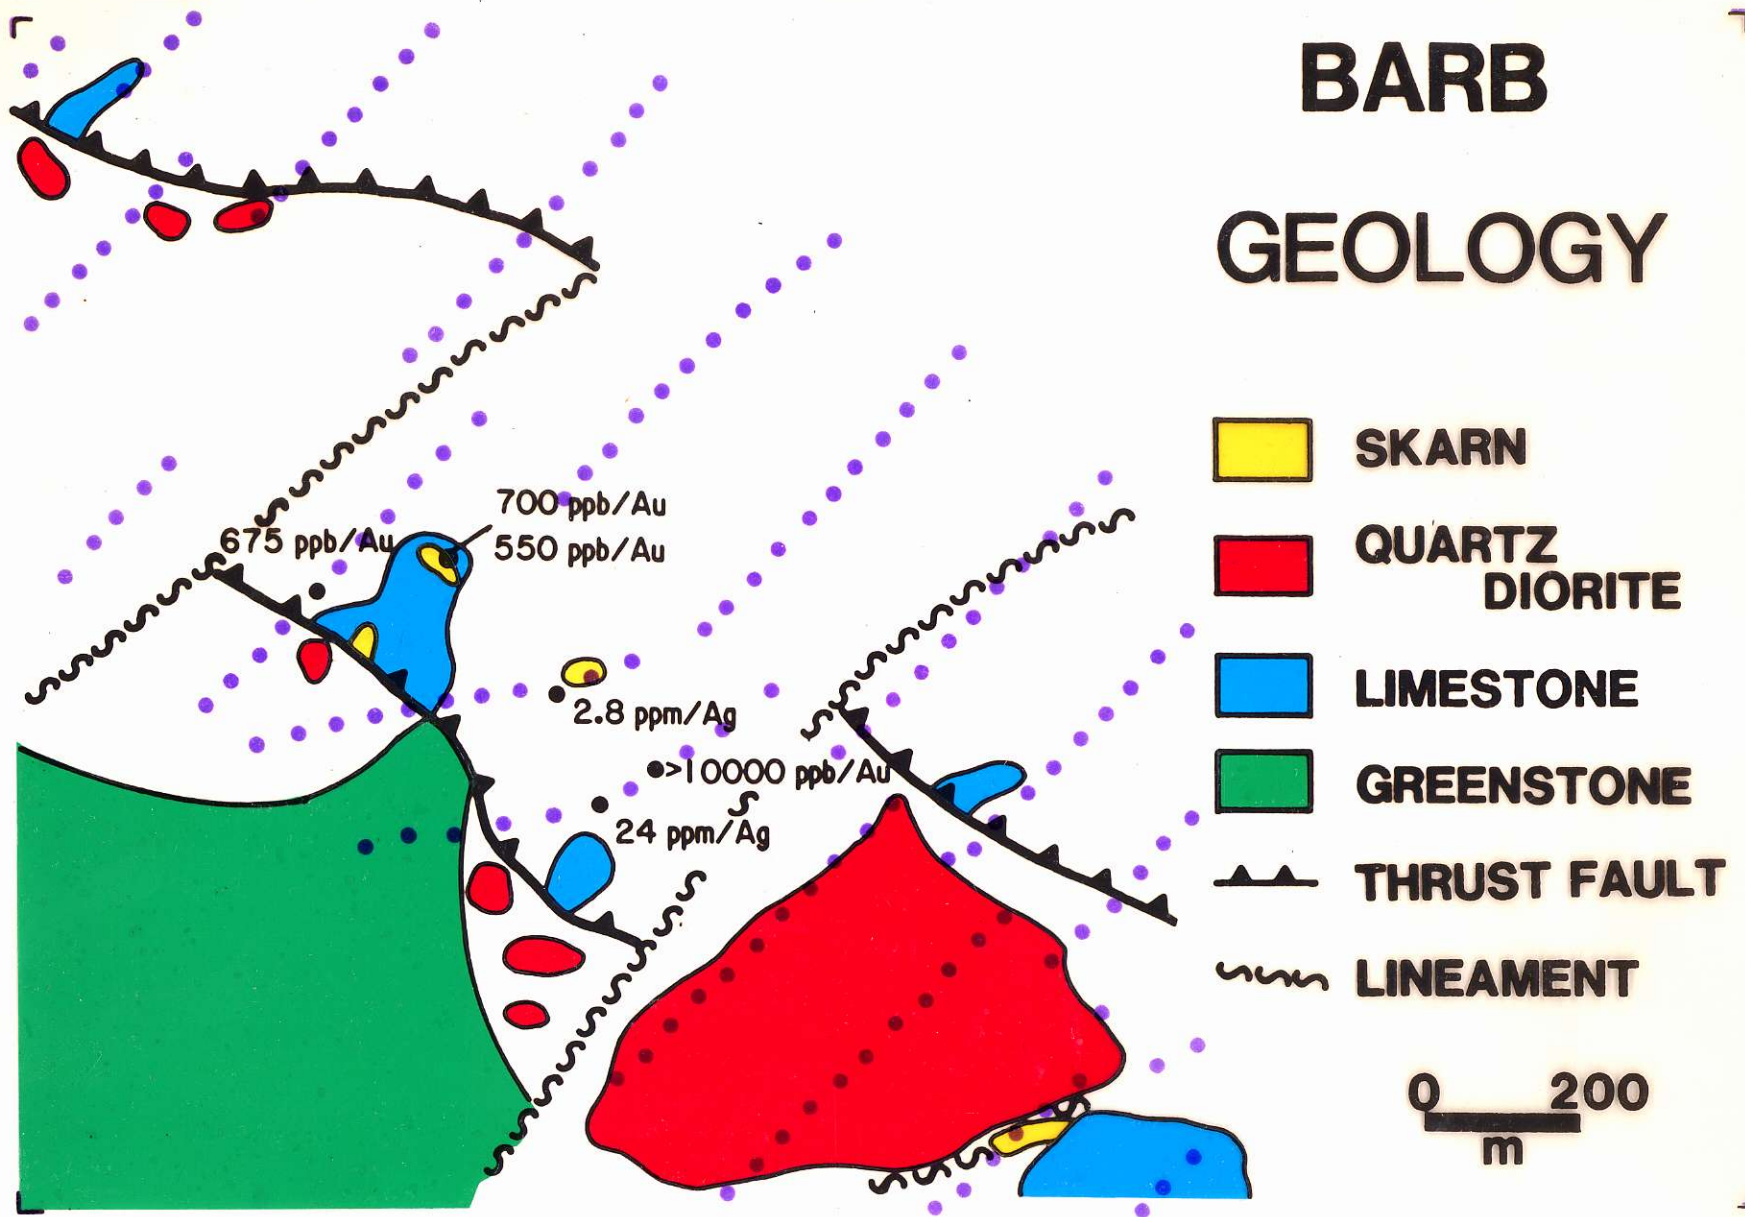 BARB
GEOLOGY
SKARN
QUARTZ
DIORITE
LIMESTONE
GREENSTONE
THRUST FAULT
LINEAMENT
0 200
m
700 ppb/Au
675 ppb/Au
550 ppb/Au
2.8 ppm/Ag
>10000 ppb/Au
24 ppm/Ag